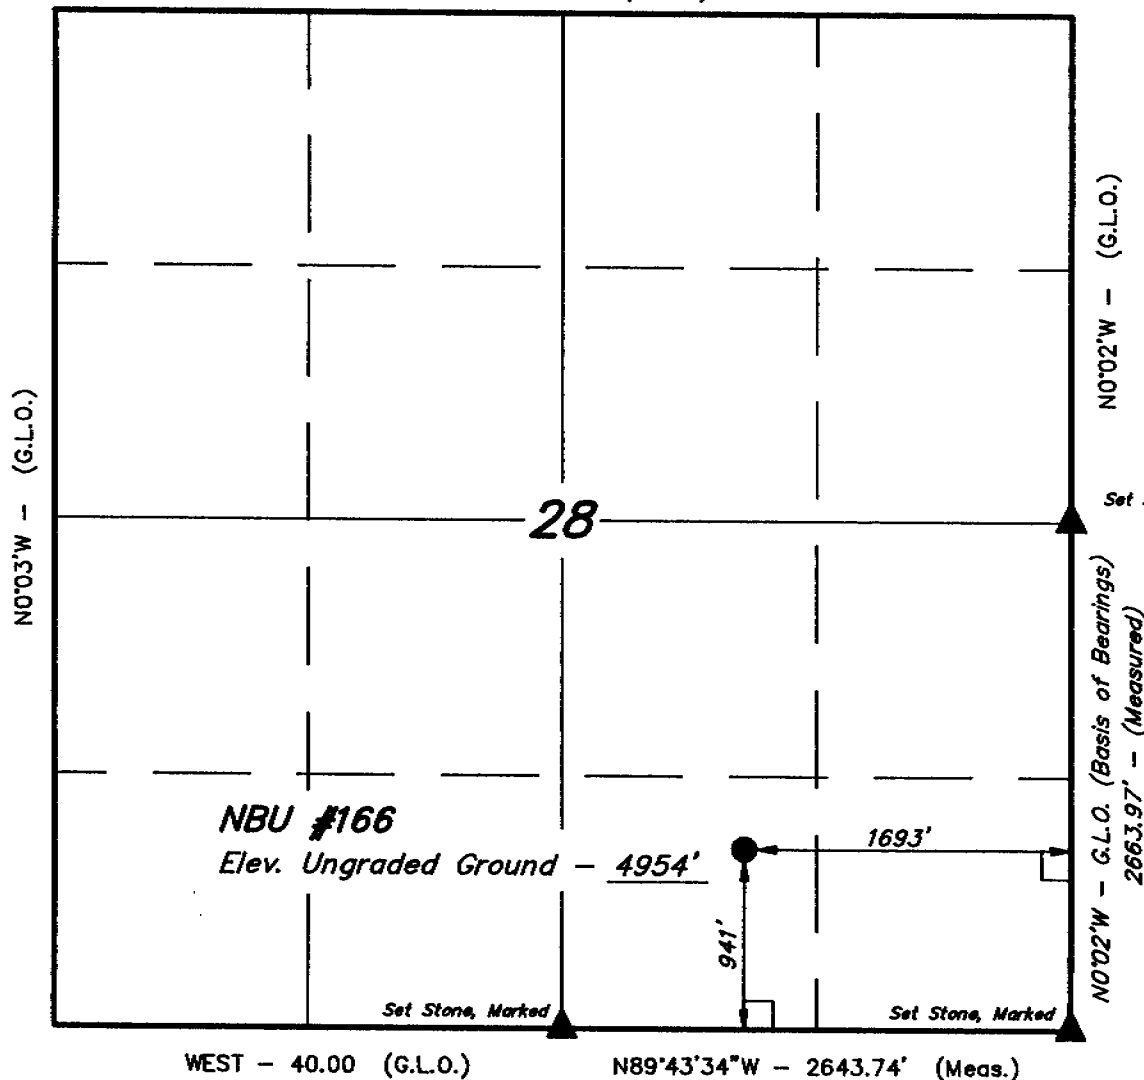 N0°02'W – (G.L.O.)
N0°03'W – (G.L.O.)
Set
28
N0°02'W – G.L.O. (Basis of Bearings)
2663.97' – (Measured)
NBU #166
Elev. Ungraded Ground – 4954'
1693'
941'
Set Stone, Marked
Set Stone, Marked
WEST – 40.00 (G.L.O.)
N89°43'34"W – 2643.74' (Meas.)